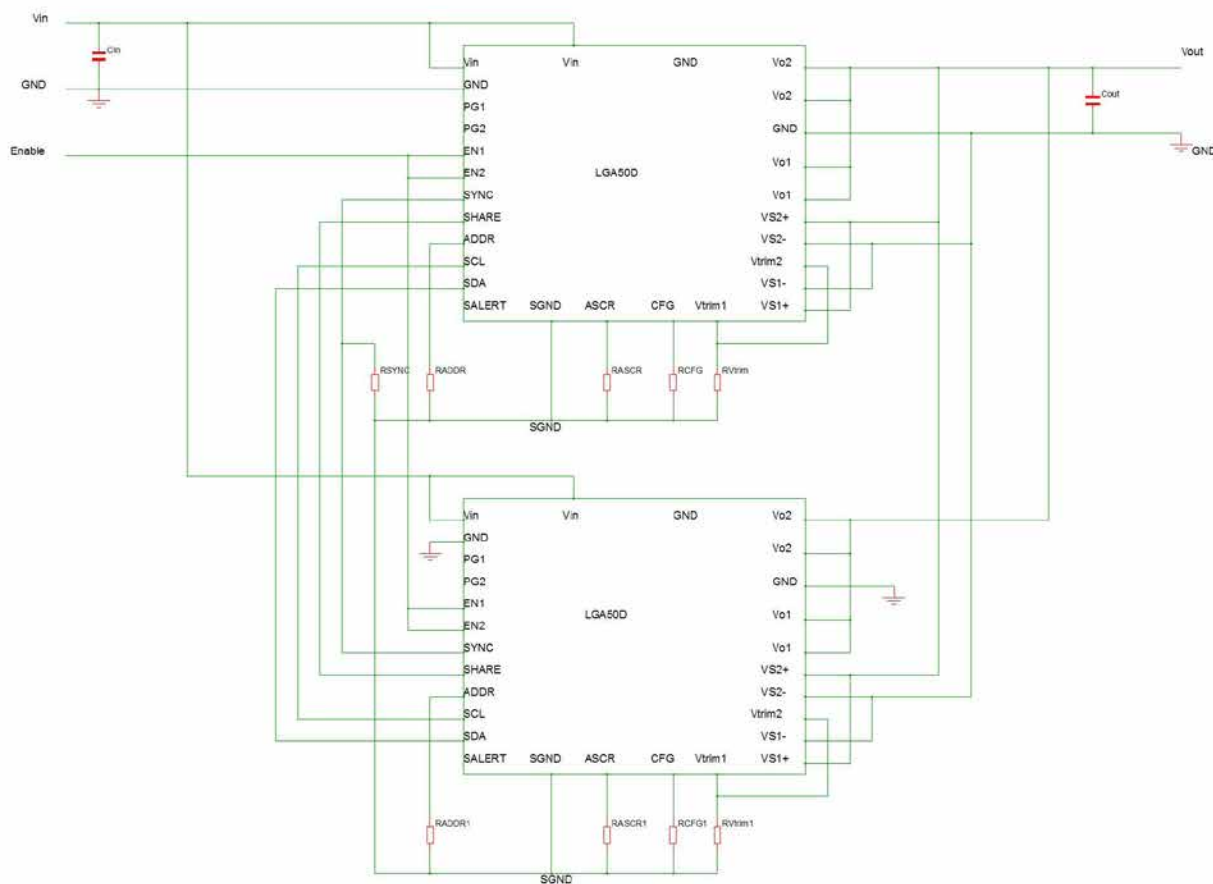 Vin
Cin
GND
Enable
Vin
Vin
GND
Vo2
GND
Vo2
PG1
PG2
GND
EN1
Vo1
EN2
LGA50D
SYNC
Vo1
SHARE
VS2+
ADDR
VS2-
SCL
Vtrim2
SDA
VS1-
SALERT
SGND
ASCR
CFG
Vtrim1
VS1+
Vout
Cout
GND
RSYNC
RADDR
RASCR
RCFG
RVtrim
SGND
Vin
Vin
GND
Vo2
GND
Vo2
PG1
PG2
GND
EN1
Vo1
EN2
LGA50D
SYNC
Vo1
SHARE
VS2+
ADDR
VS2-
SCL
Vtrim2
SDA
VS1-
SALERT
SGND
ASCR
CFG
Vtrim1
VS1+
RADDR1
RASCR1
RCFG1
RVtrim1
SGND